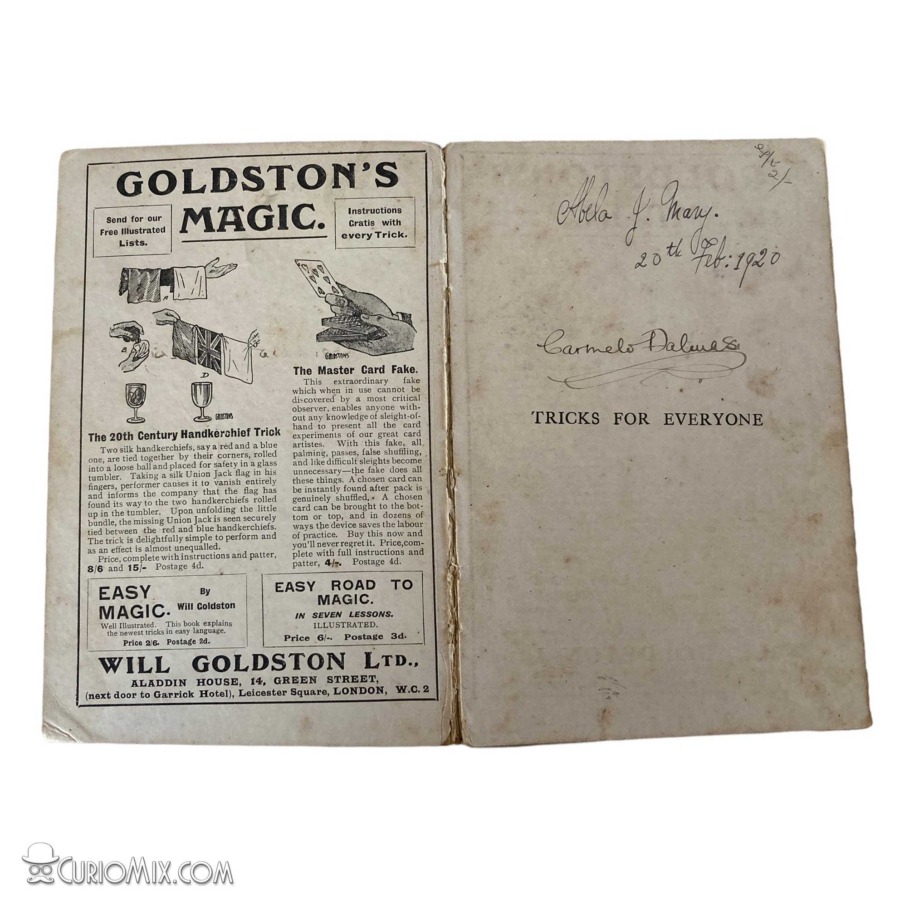 GOLDSTON'S
MAGIC.
Send for our
Free Illustrated
Lists.
Instructions
Gratis with
every Trick.
A
B
D
GOLDSTONS
GOLDSTONS
The 20th Century Handkerchief Trick
Two silk handkerchiefs, say a red and a blue
one, are tied together by their corners, rolled
into a loose ball and placed for safety in a glass
tumbler. Taking a silk Union Jack flag in his
fingers, performer causes it to vanish entirely
and informs the company that the flag has
found its way to the two handkerchiefs rolled
up in the tumbler. Upon unfolding the little
bundle, the missing Union Jack is seen securely
tied between the red and blue handkerchiefs.
The trick is delightfully simple to perform and
as an effect is almost unequalled.
Price, complete with instructions and patter,
8/6 and 15/- Postage 4d.
The Master Card Fake.
This extraordinary fake
which when in use cannot be
discovered by a most critical
observer, enables anyone with-
out any knowledge of sleight-of-
hand to present all the card
experiments of our great card
artistes. With this fake, all
palming, passes, false shuffling,
and like difficult sleights become
unnecessary—the fake does all
these things. A chosen card can
be instantly found after pack is
genuinely shuffled. A chosen
card can be brought to the bot-
tom or top, and in dozens of
ways the device saves the labour
of practice. Buy this now and
you'll never regret it. Price, com-
plete with full instructions and
patter, 4/-. Postage 4d.
EASY
MAGIC.
By
Will Goldston
Well Illustrated. This book explains
the newest tricks in easy language.
Price 2/6. Postage 2d.
EASY ROAD TO
MAGIC.
IN SEVEN LESSONS.
ILLUSTRATED.
Price 6/-. Postage 3d.
WILL GOLDSTON LTD.,
ALADDIN HOUSE, 14, GREEN STREET,
(next door to Garrick Hotel), Leicester Square, LONDON, W.C. 2
2/-
Abela J. Mary.
20th Feb: 1920
Carmelo Dalmas
TRICKS FOR EVERYONE
CURIOMIX.COM